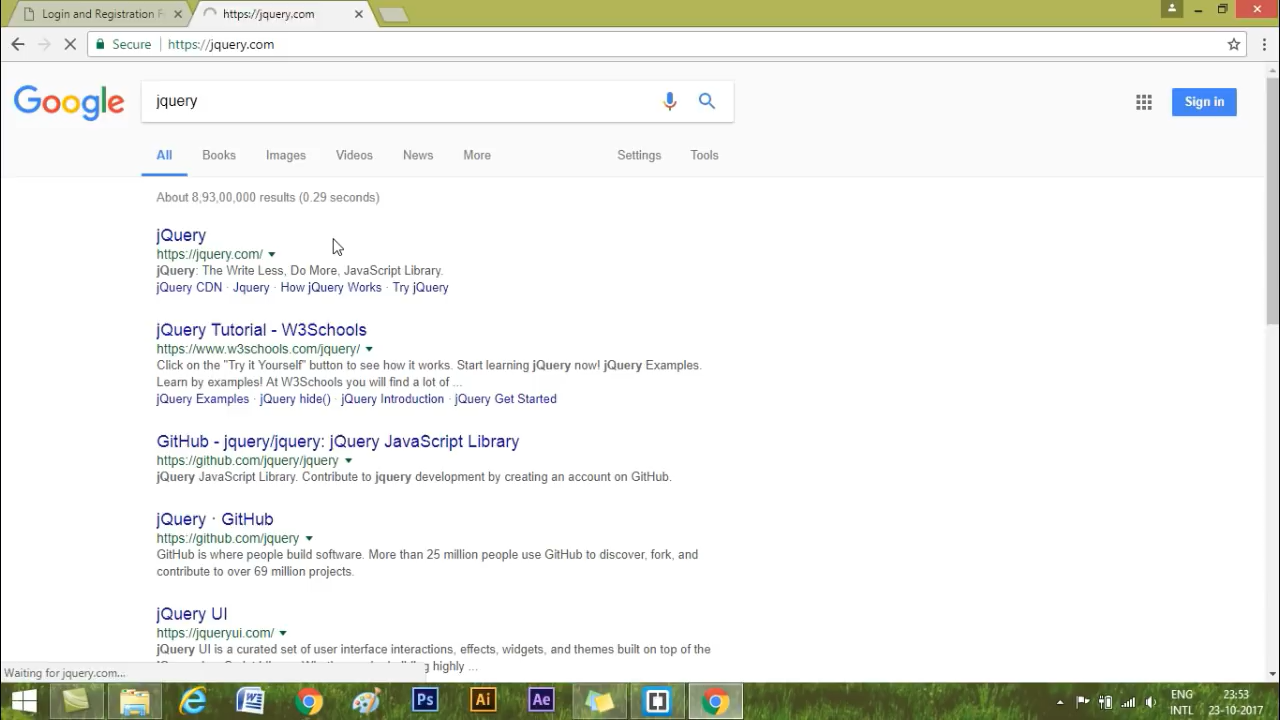 Login and Registration F
https://jquery.com
Secure https://jquery.com
Google
jquery
Sign in
All Books Images Videos News More Settings Tools
About 8,93,00,000 results (0.29 seconds)
jQuery
https://jquery.com/
jQuery: The Write Less, Do More, JavaScript Library.
jQuery CDN · Jquery · How jQuery Works · Try jQuery
jQuery Tutorial - W3Schools
https://www.w3schools.com/jquery/
Click on the "Try it Yourself" button to see how it works. Start learning jQuery now! jQuery Examples.
Learn by examples! At W3Schools you will find a lot of ...
jQuery Examples · jQuery hide() · jQuery Introduction · jQuery Get Started
GitHub - jquery/jquery: jQuery JavaScript Library
https://github.com/jquery/jquery
jQuery JavaScript Library. Contribute to jquery development by creating an account on GitHub.
jQuery · GitHub
https://github.com/jquery
GitHub is where people build software. More than 25 million people use GitHub to discover, fork, and
contribute to over 69 million projects.
jQuery UI
https://jqueryui.com/
jQuery UI is a curated set of user interface interactions, effects, widgets, and themes built on top of the
highly ...
Waiting for jquery.com...
Ps Ai Ae
ENG 23:53
INTL 23-10-2017